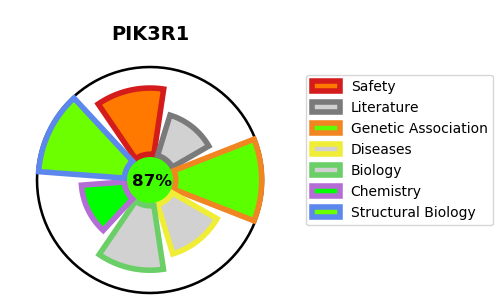 PIK3R1
87%
Safety
Literature
Genetic Association
Diseases
Biology
Chemistry
Structural Biology